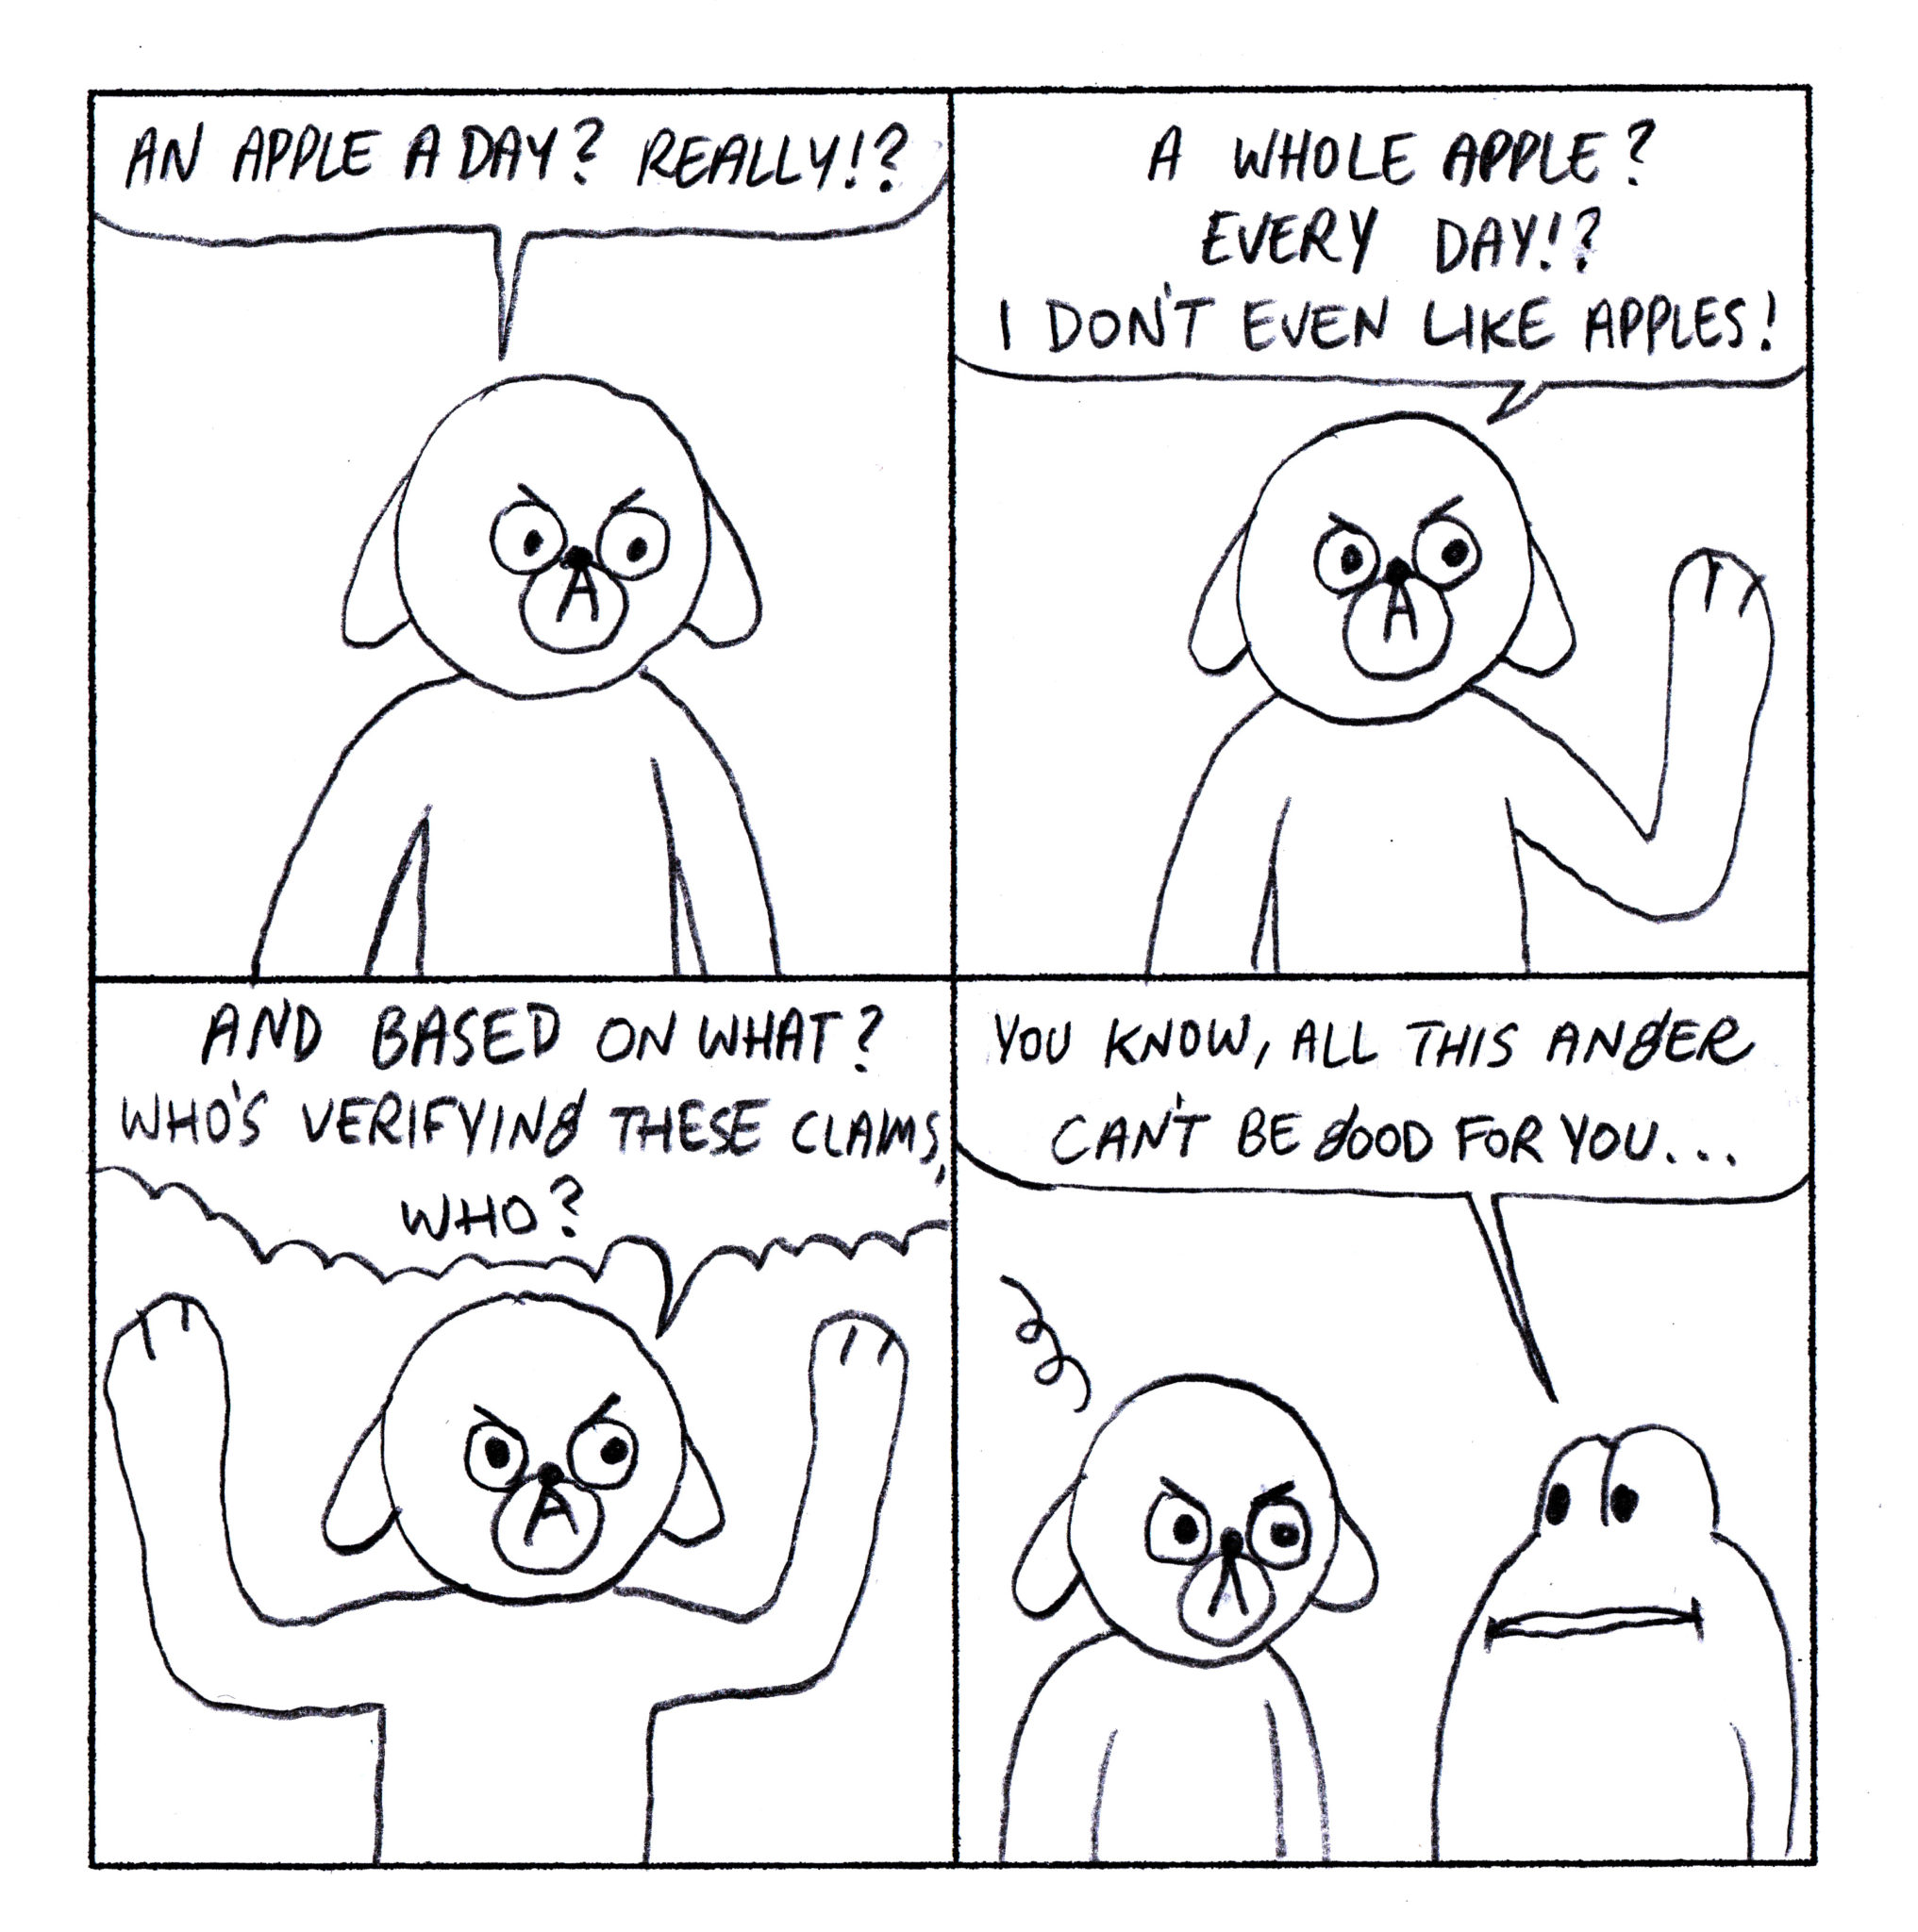 AN APPLE A DAY? REALLY!?
A WHOLE APPLE?
EVERY DAY!?
I DON'T EVEN LIKE APPLES!
AND BASED ON WHAT?
WHO'S VERIFYING THESE CLAIMS,
WHO?
YOU KNOW, ALL THIS ANGER
CAN'T BE GOOD FOR YOU...